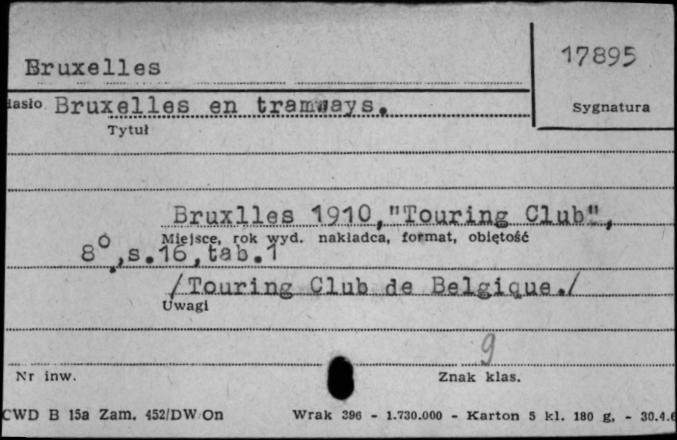 Bruxelles
17895
Hasło Bruxelles en tramways.
Sygnatura
Tytuł
Bruxlles 1910,"Touring Club",
Miejsce, rok wyd. nakładca, format, objętość
8°,s.16,tab.1
/Touring Club de Belgique./
Uwagi
9
Nr inw.
Znak klas.
CWD B 15a Zam. 452/DW/On
Wrak 396 - 1.730.000 - Karton 5 kl. 180 g. - 30.4.6